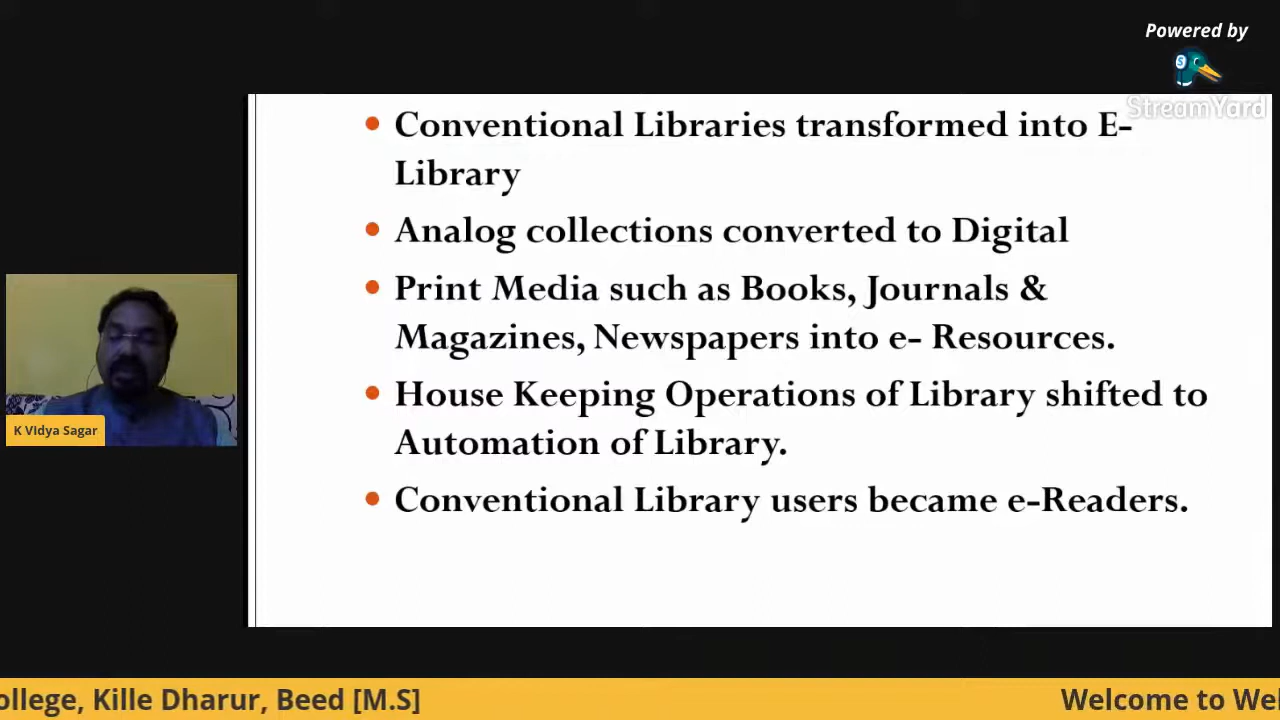 Powered by
StreamYard
• Conventional Libraries transformed into E-
Library
• Analog collections converted to Digital
• Print Media such as Books, Journals &
Magazines, Newspapers into e- Resources.
• House Keeping Operations of Library shifted to
Automation of Library.
• Conventional Library users became e-Readers.
K Vidya Sagar
ollege, Kille Dharur, Beed [M.S]
Welcome to We